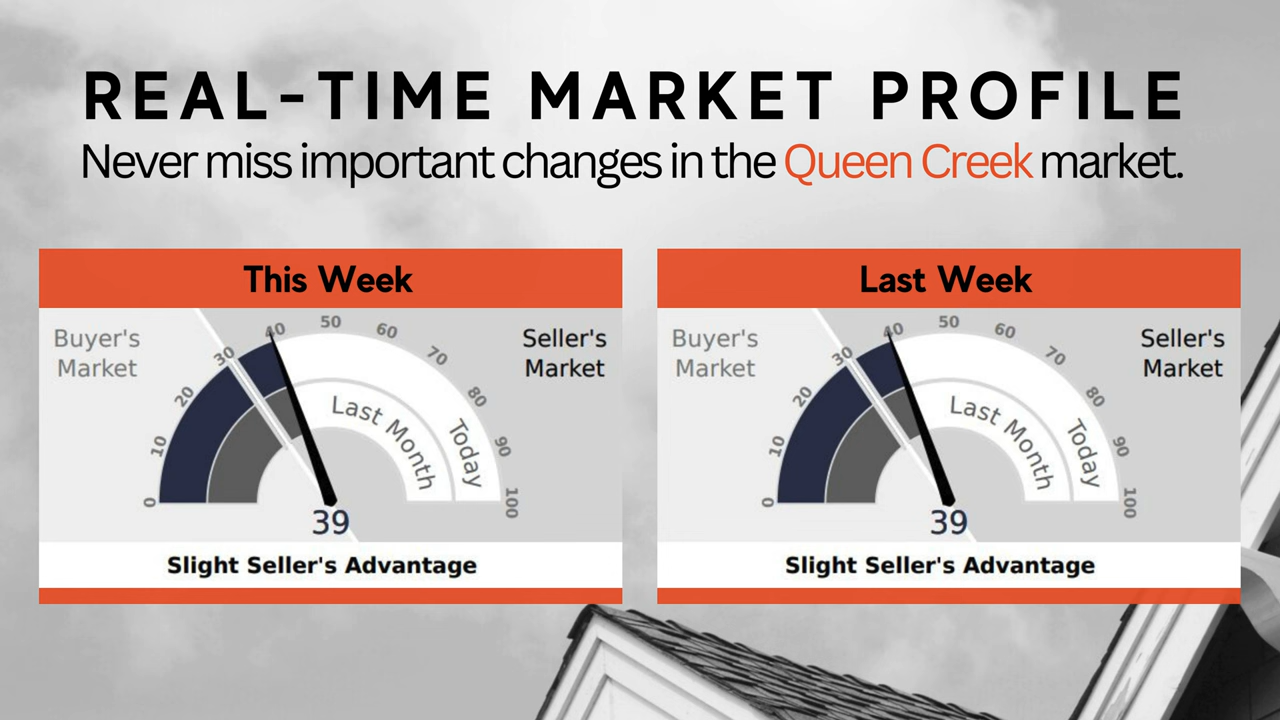 REAL-TIME MARKET PROFILE
Never miss important changes in the Queen Creek market.
This Week
Buyer's
Market
Seller's
Market
0
10
20
30
40
50
60
70
80
90
100
Last Month
Today
39
Slight Seller's Advantage
Last Week
Buyer's
Market
Seller's
Market
0
10
20
30
40
50
60
70
80
90
100
Last Month
Today
39
Slight Seller's Advantage